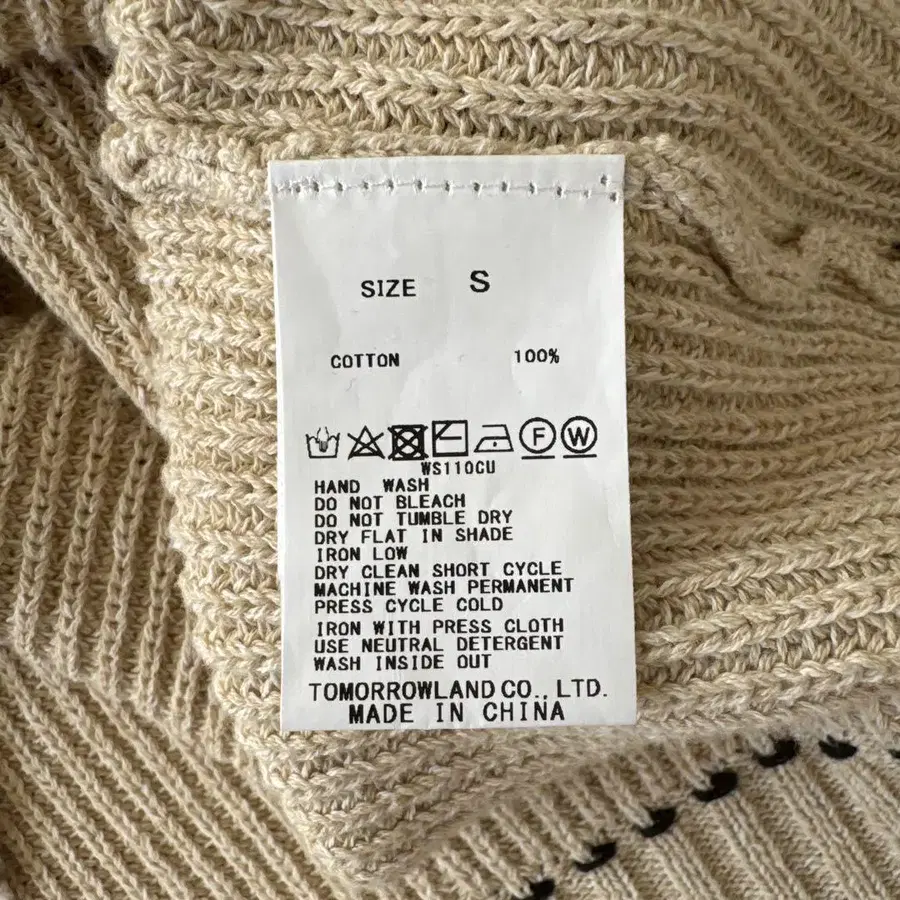 SIZE S
COTTON 100%
F W
WS110CU
HAND WASH
DO NOT BLEACH
DO NOT TUMBLE DRY
DRY FLAT IN SHADE
IRON LOW
DRY CLEAN SHORT CYCLE
MACHINE WASH PERMANENT
PRESS CYCLE COLD
IRON WITH PRESS CLOTH
USE NEUTRAL DETERGENT
WASH INSIDE OUT
TOMORROWLAND CO., LTD.
MADE IN CHINA